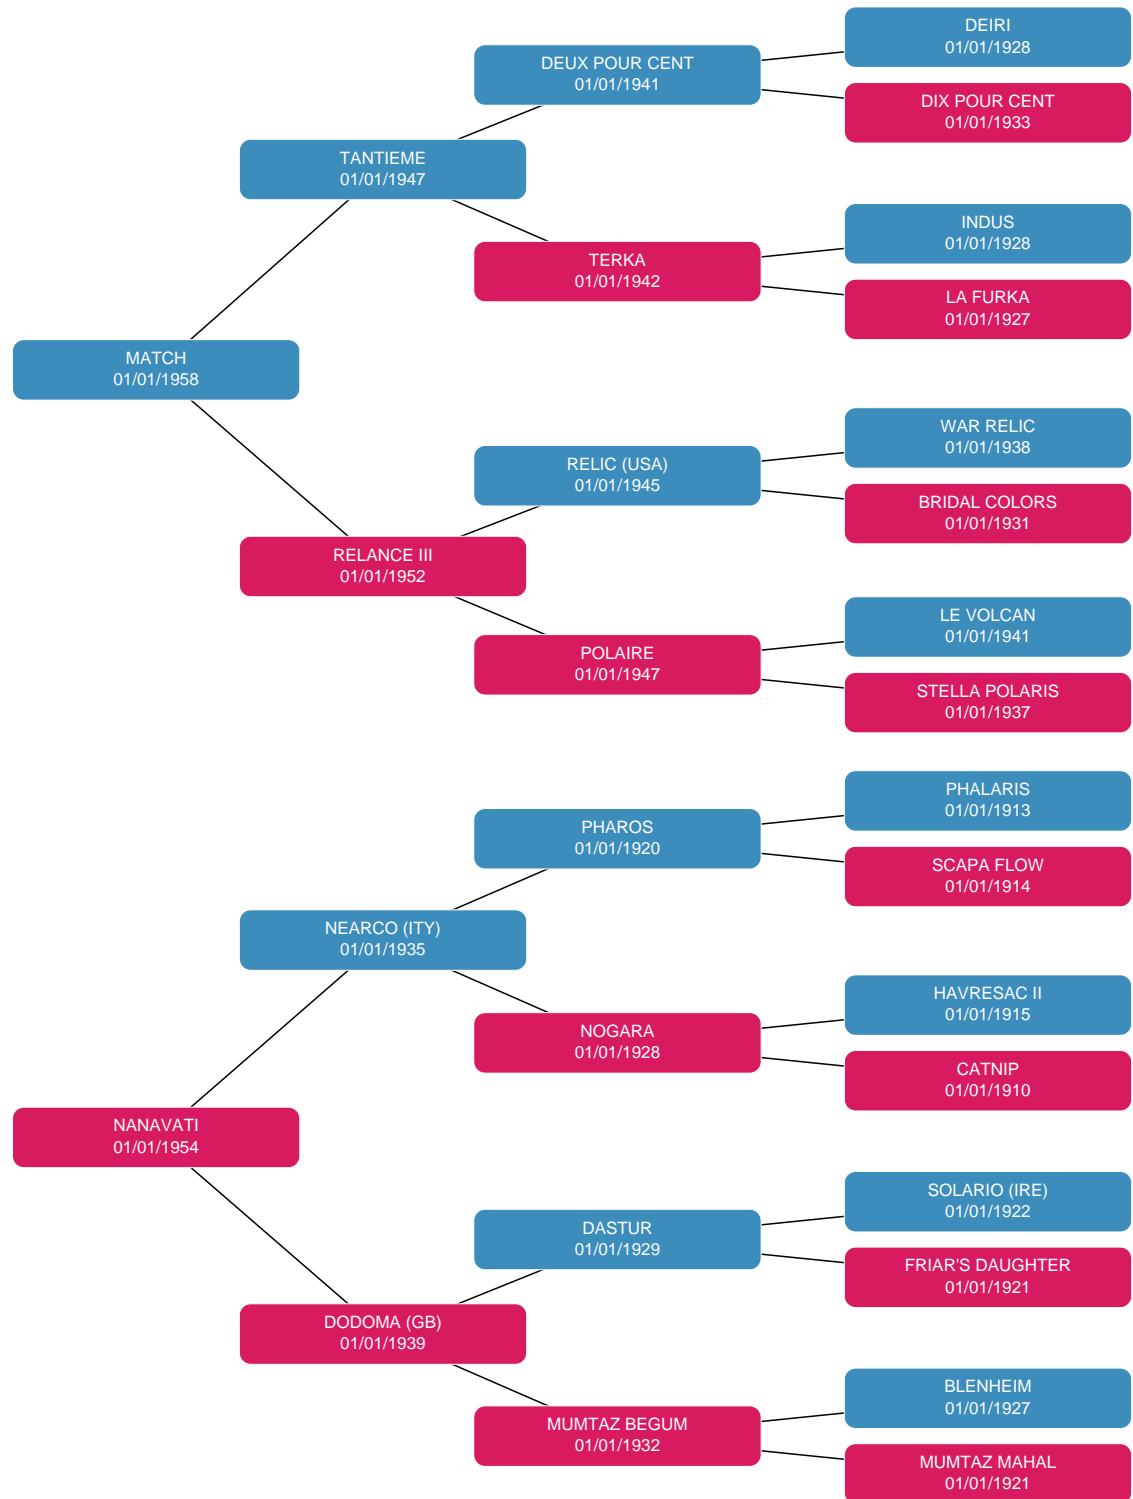 DEIRI
01/01/1928
DEUX POUR CENT
01/01/1941
DIX POUR CENT
01/01/1933
TANTIEME
01/01/1947
INDUS
01/01/1928
TERKA
01/01/1942
LA FURKA
01/01/1927
MATCH
01/01/1958
WAR RELIC
01/01/1938
RELIC (USA)
01/01/1945
BRIDAL COLORS
01/01/1931
RELANCE III
01/01/1952
LE VOLCAN
01/01/1941
POLAIRE
01/01/1947
STELLA POLARIS
01/01/1937
PHALARIS
01/01/1913
PHAROS
01/01/1920
SCAPA FLOW
01/01/1914
NEARCO (ITY)
01/01/1935
HAVRESAC II
01/01/1915
NOGARA
01/01/1928
CATNIP
01/01/1910
NANAVATI
01/01/1954
SOLARIO (IRE)
01/01/1922
DASTUR
01/01/1929
FRIAR'S DAUGHTER
01/01/1921
DODOMA (GB)
01/01/1939
BLENHEIM
01/01/1927
MUMTAZ BEGUM
01/01/1932
MUMTAZ MAHAL
01/01/1921